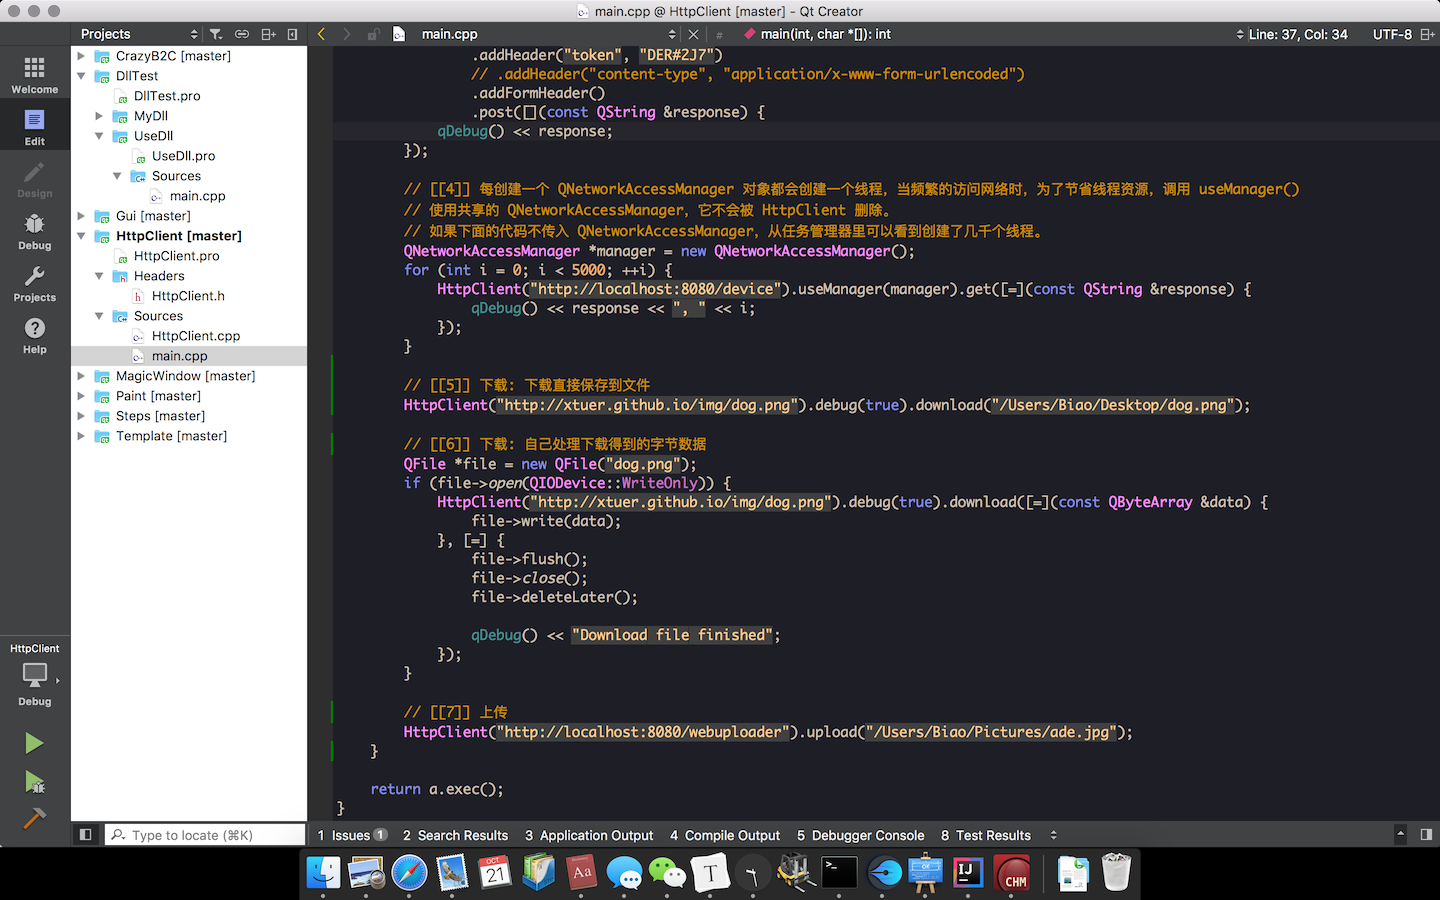 main.cpp @ HttpClient [master] - Qt Creator
Projects
main.cpp
#
main(int, char *[]): int
Line: 37, Col: 34
UTF-8
Welcome
Edit
Design
Debug
Projects
Help
HttpClient
Debug
CrazyB2C [master]
DllTest
DllTest.pro
MyDll
UseDll
UseDll.pro
Sources
main.cpp
Gui [master]
HttpClient [master]
HttpClient.pro
Headers
HttpClient.h
Sources
HttpClient.cpp
main.cpp
MagicWindow [master]
Paint [master]
Steps [master]
Template [master]
.addHeader("token", "DER#2J7")
// .addHeader("content-type", "application/x-www-form-urlencoded")
.addFormHeader()
.post([](const QString &response) {
qDebug() << response;
});
// [[4]] 每创建一个 QNetworkAccessManager 对象都会创建一个线程，当频繁的访问网络时，为了节省线程资源，调用 useManager()
// 使用共享的 QNetworkAccessManager，它不会被 HttpClient 删除。
// 如果下面的代码不传入 QNetworkAccessManager，从任务管理器里可以看到创建了几千个线程。
QNetworkAccessManager *manager = new QNetworkAccessManager();
for (int i = 0; i < 5000; ++i) {
HttpClient("http://localhost:8080/device").useManager(manager).get([=](const QString &response) {
qDebug() << response << ", " << i;
});
}
// [[5]] 下载: 下载直接保存到文件
HttpClient("http://xtuer.github.io/img/dog.png").debug(true).download("/Users/Biao/Desktop/dog.png");
// [[6]] 下载: 自己处理下载得到的字节数据
QFile *file = new QFile("dog.png");
if (file->open(QIODevice::WriteOnly)) {
HttpClient("http://xtuer.github.io/img/dog.png").debug(true).download([=](const QByteArray &data) {
file->write(data);
}, [=] {
file->flush();
file->close();
file->deleteLater();
qDebug() << "Download file finished";
});
}
// [[7]] 上传
HttpClient("http://localhost:8080/webuploader").upload("/Users/Biao/Pictures/ade.jpg");
}
return a.exec();
}
Type to locate (⌘K)
1 Issues 1
2 Search Results
3 Application Output
4 Compile Output
5 Debugger Console
8 Test Results
OCT
21
Aa
T
>_
IJ
CHM